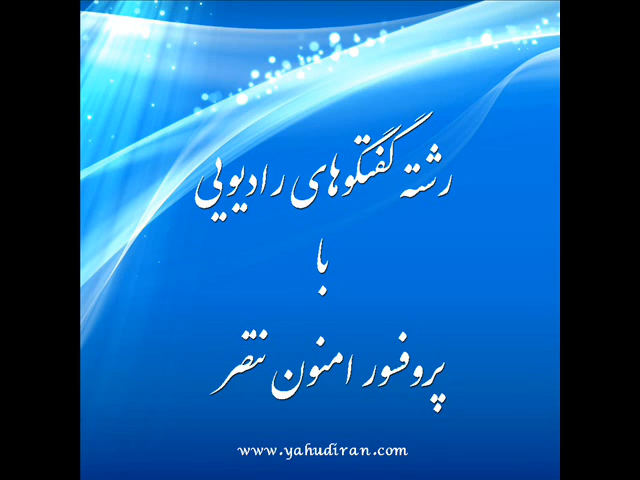 رشته گفتگوهای رادیویی
با
پروفسور امنون نتصر
www.yahudiran.com